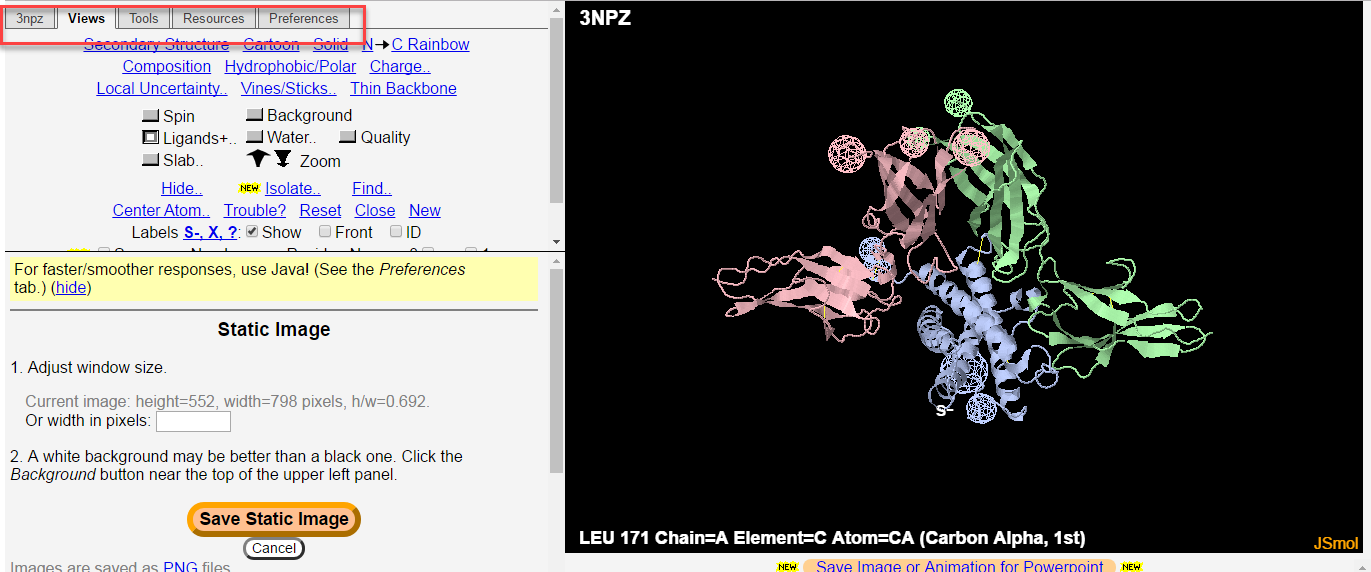 3npz Views Tools Resources Preferences
Secondary Structure Cartoon Solid N→C Rainbow
Composition Hydrophobic/Polar Charge..
Local Uncertainty.. Vines/Sticks.. Thin Backbone
Spin Background
Ligands+.. Water.. Quality
Slab.. Zoom
Hide.. NEW Isolate.. Find..
Center Atom.. Trouble? Reset Close New
Labels S-, X, ?: Show Front ID
For faster/smoother responses, use Java! (See the Preferences
tab.) (hide)
Static Image
1. Adjust window size.
Current image: height=552, width=798 pixels, h/w=0.692.
Or width in pixels:
2. A white background may be better than a black one. Click the
Background button near the top of the upper left panel.
Save Static Image
Cancel
Images are saved as PNG files
3NPZ
S-
LEU 171 Chain=A Element=C Atom=CA (Carbon Alpha, 1st)
JSmol
NEW Save Image or Animation for Powerpoint NEW